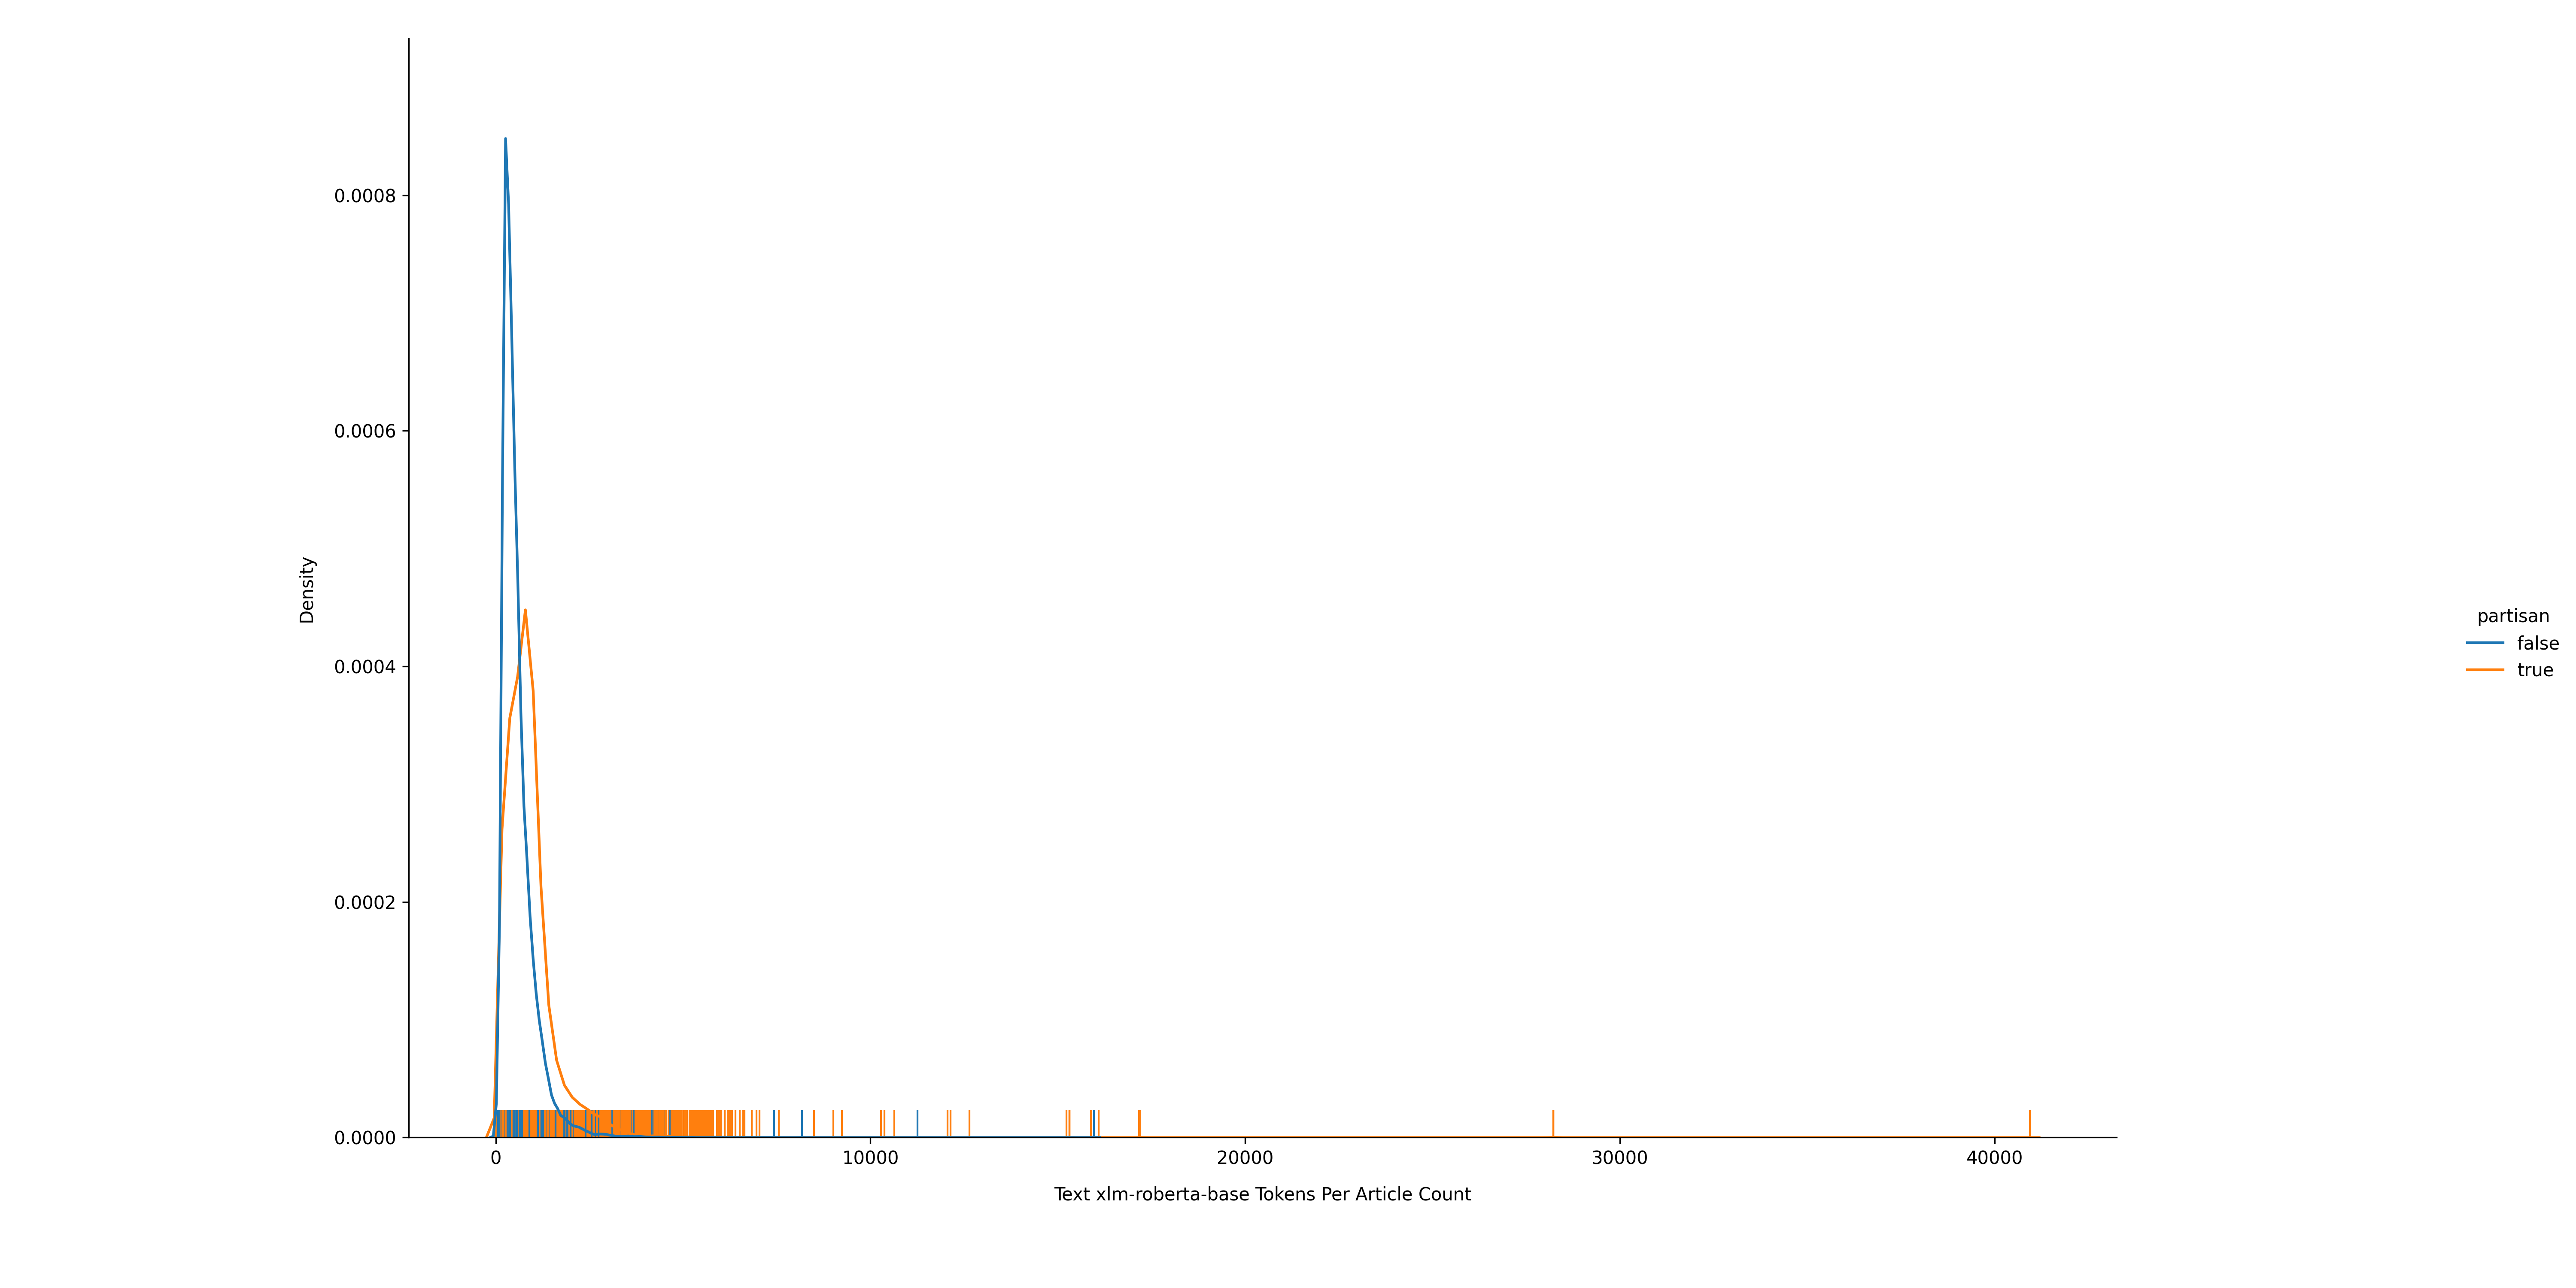 0.0008
0.0006
0.0004
0.0002
0.0000
Density
0
10000
20000
30000
40000
Text xlm-roberta-base Tokens Per Article Count
partisan
false
true